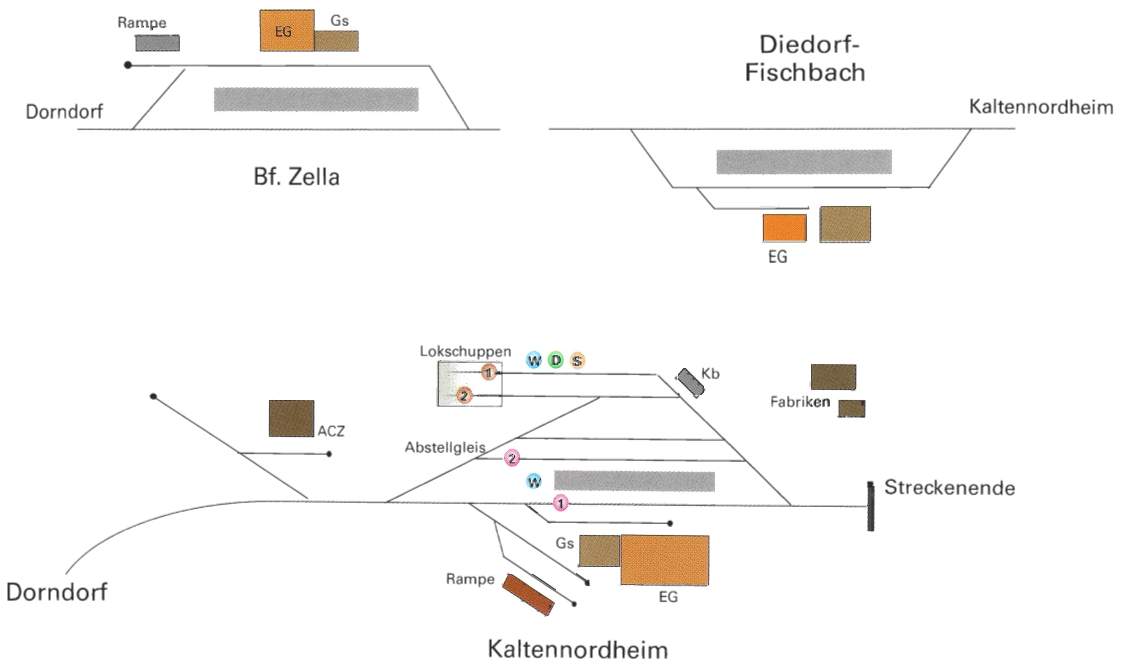 Rampe
EG
Gs
Dorndorf
Bf. Zella
Diedorf-
Fischbach
Kaltennordheim
EG
Lokschuppen
1
W D S
2
Kb
Fabriken
ACZ
Abstellgleis
2
W
1
Streckenende
Gs
EG
Rampe
Dorndorf
Kaltennordheim